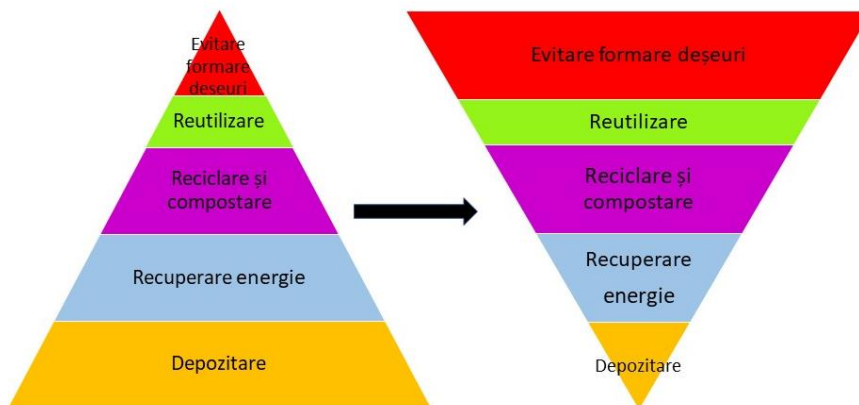 Evitare
formare
deseuri
Reutilizare
Reciclare și
compostare
Recuperare energie
Depozitare
Evitare formare deșeuri
Reutilizare
Reciclare și
compostare
Recuperare
energie
Depozitare